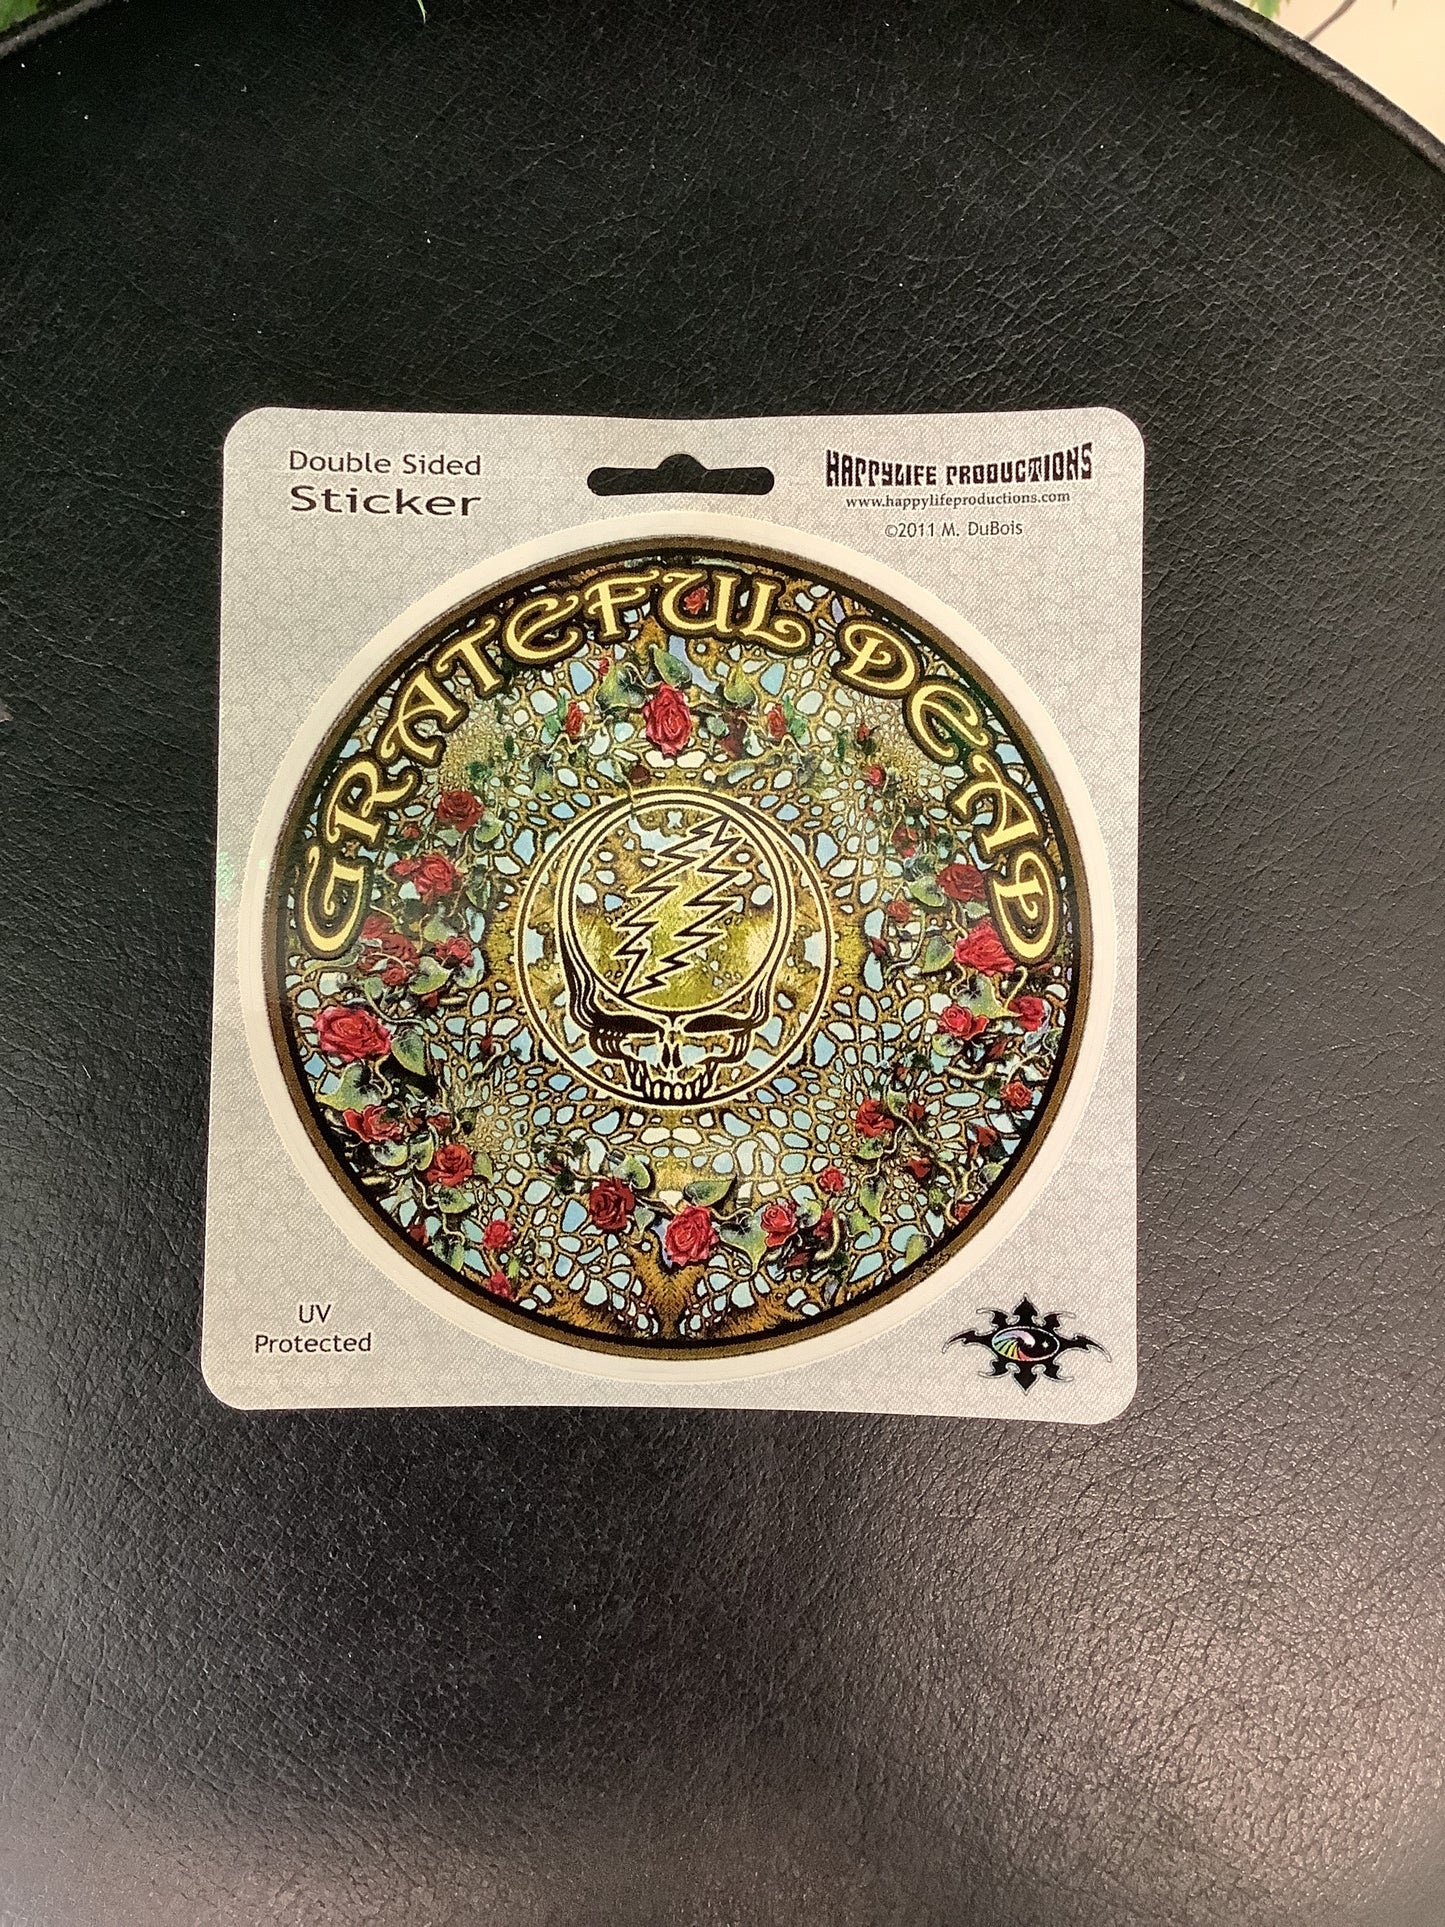 Double Sided
Sticker
HAPPYLIFE PRODUCTIONS
www.happylifeproductions.com
©2011 M. DuBois
GRATEFUL DEAD
UV
Protected